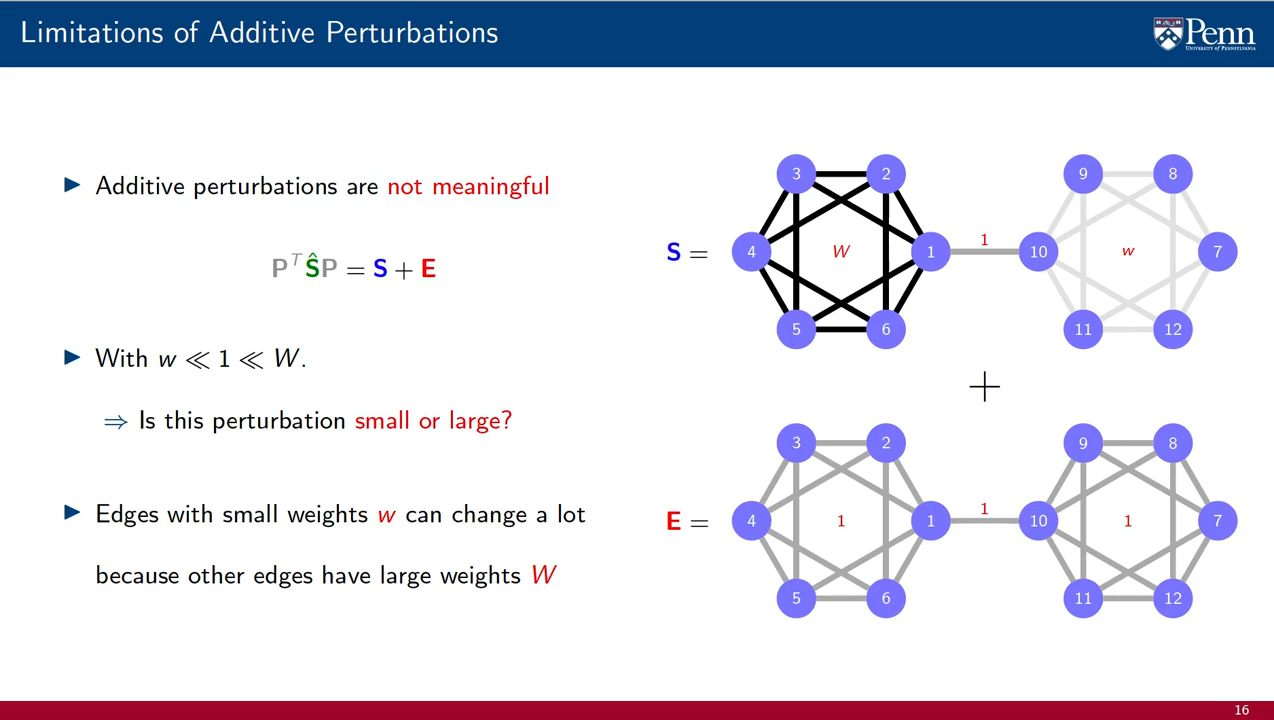 Limitations of Additive Perturbations
Penn
UNIVERSITY of PENNSYLVANIA
▶ Additive perturbations are not meaningful
Pᵀ Ŝ P = S + E
▶ With w ≪ 1 ≪ W.
⇒ Is this perturbation small or large?
▶ Edges with small weights w can change a lot
because other edges have large weights W
S =
3 2 9 8
4 W 1 1 10 w 7
5 6 11 12
+
E =
3 2 9 8
4 1 1 1 10 1 7
5 6 11 12
16